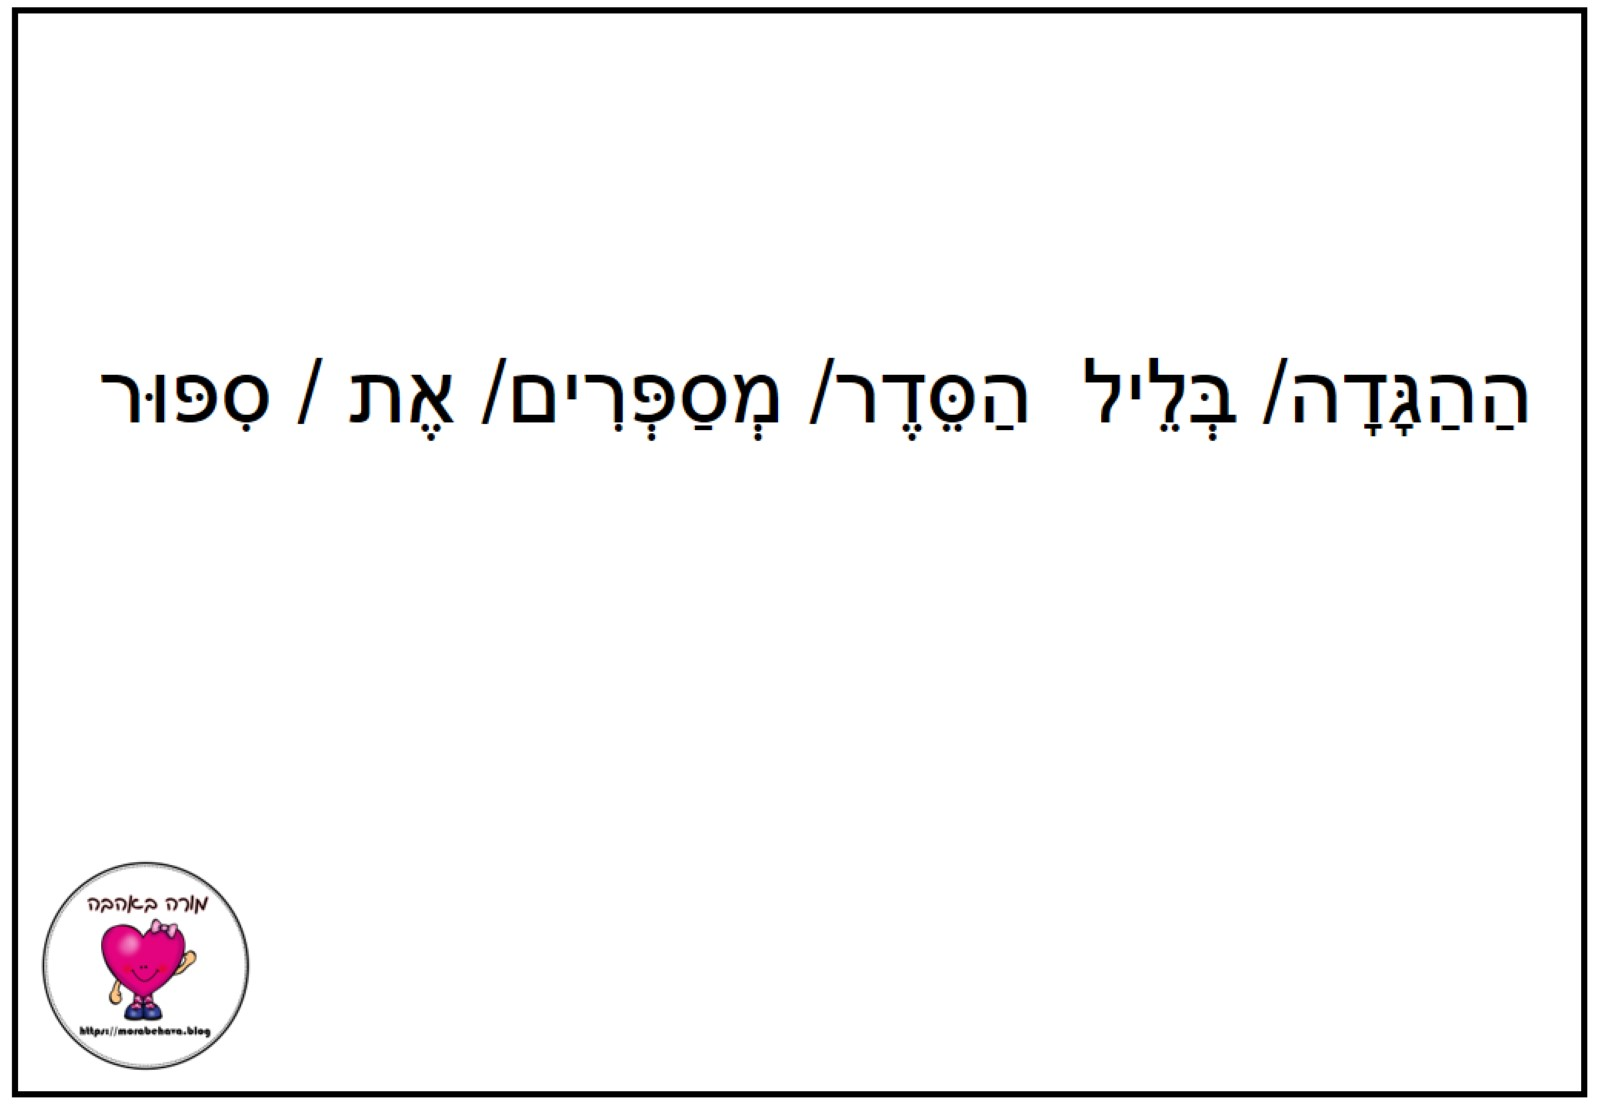 הַהַגָּדָה/ בְּלֵיל  הַסֵּדֶר/ מְסַפְּרִים/ אֶת / סִפּוּר
מורה באהבה
https://morabehava.blog